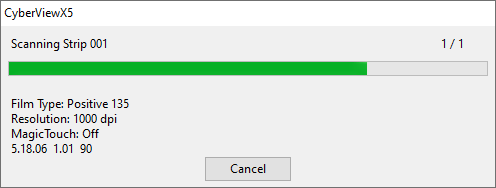 CyberViewX5
Scanning Strip 001 1 / 1
Film Type: Positive 135
Resolution: 1000 dpi
MagicTouch: Off
5.18.06 1.01 90
Cancel